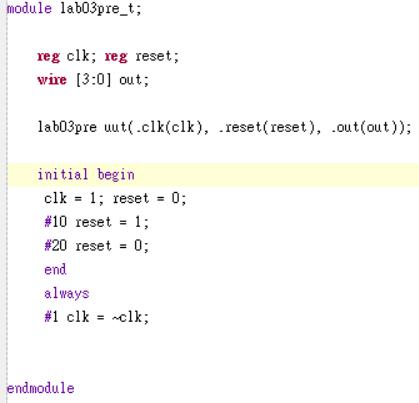 module lab03pre_t;
reg clk; reg reset;
wire [3:0] out;
lab03pre uut(.clk(clk), .reset(reset), .out(out));
initial begin
clk = 1; reset = 0;
#10 reset = 1;
#20 reset = 0;
end
always
#1 clk = ~clk;
endmodule